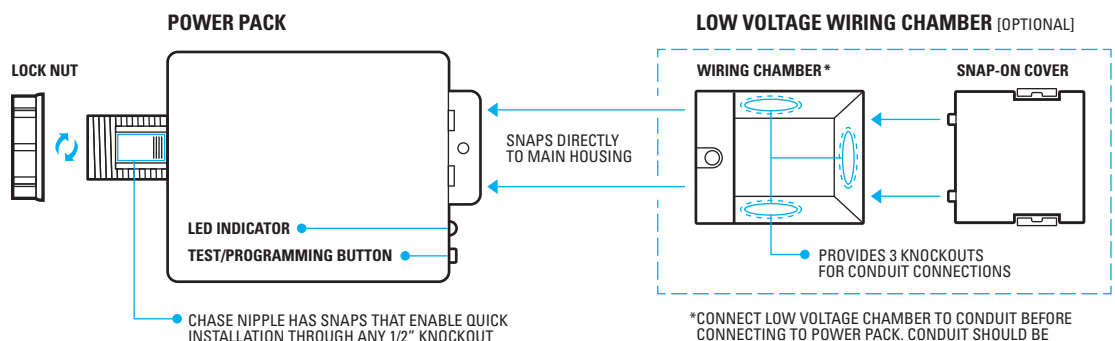 POWER PACK
LOW VOLTAGE WIRING CHAMBER [OPTIONAL]
LOCK NUT
WIRING CHAMBER*
SNAP-ON COVER
SNAPS DIRECTLY
TO MAIN HOUSING
LED INDICATOR
TEST/PROGRAMMING BUTTON
PROVIDES 3 KNOCKOUTS
FOR CONDUIT CONNECTIONS
CHASE NIPPLE HAS SNAPS THAT ENABLE QUICK
INSTALLATION THROUGH ANY 1/2" KNOCKOUT
*CONNECT LOW VOLTAGE CHAMBER TO CONDUIT BEFORE
CONNECTING TO POWER PACK. CONDUIT SHOULD BE